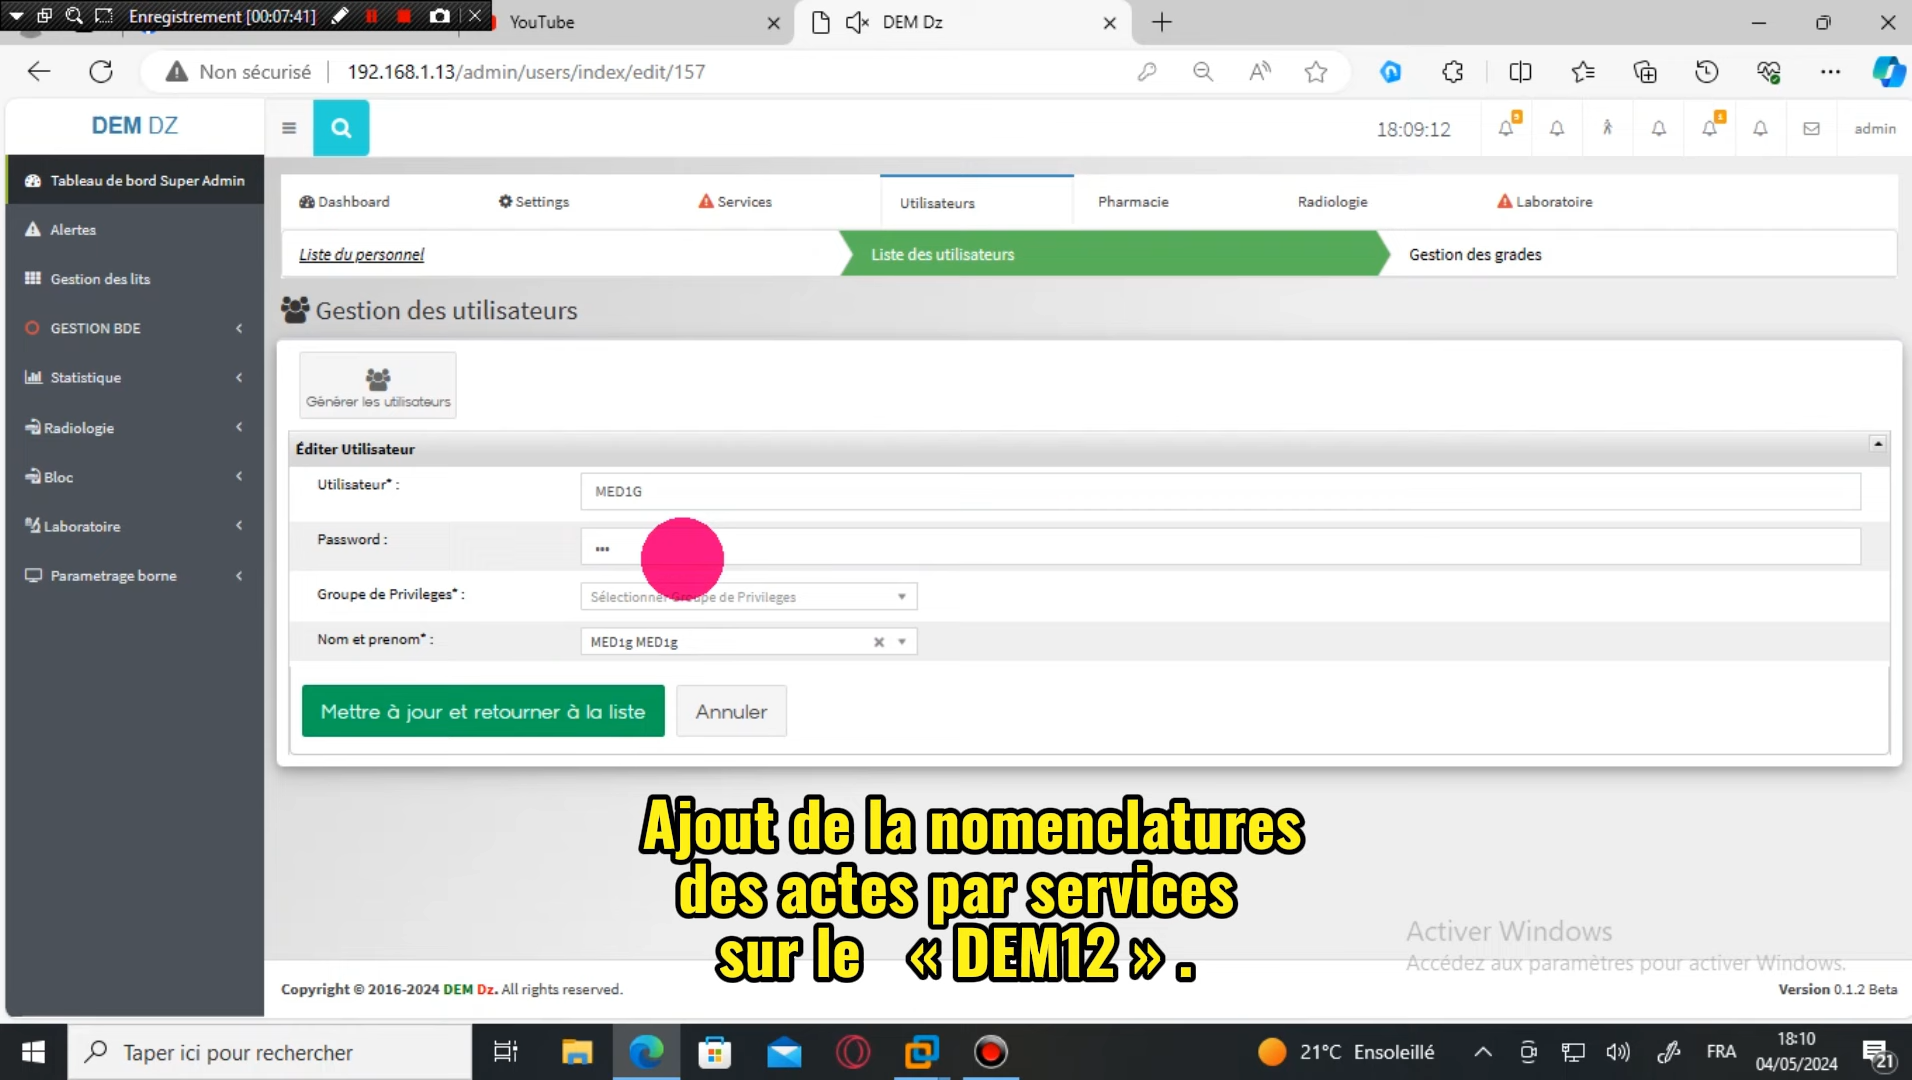 Enregistrement [00:07:41]
YouTube
DEM Dz
Non sécurisé
192.168.1.13/admin/users/index/edit/157
DEM DZ
18:09:12
admin
Tableau de bord Super Admin
Alertes
Gestion des lits
GESTION BDE
Statistique
Radiologie
Bloc
Laboratoire
Parametrage borne
Dashboard
Settings
Services
Utilisateurs
Pharmacie
Radiologie
Laboratoire
Liste du personnel
Liste des utilisateurs
Gestion des grades
Gestion des utilisateurs
Générer les utilisateurs
Éditer Utilisateur
Utilisateur* :
MED1G
Password :
•••
Groupe de Privileges* :
Sélectionner Groupe de Privileges
Nom et prenom* :
MED1g MED1g
Mettre à jour et retourner à la liste
Annuler
Ajout de la nomenclatures
des actes par services
sur le « DEM12 » .
Activer Windows
Accédez aux paramètres pour activer Windows.
Copyright © 2016-2024 DEM Dz. All rights reserved.
Version 0.1.2 Beta
Taper ici pour rechercher
21°C Ensoleillé
FRA
18:10
04/05/2024
21